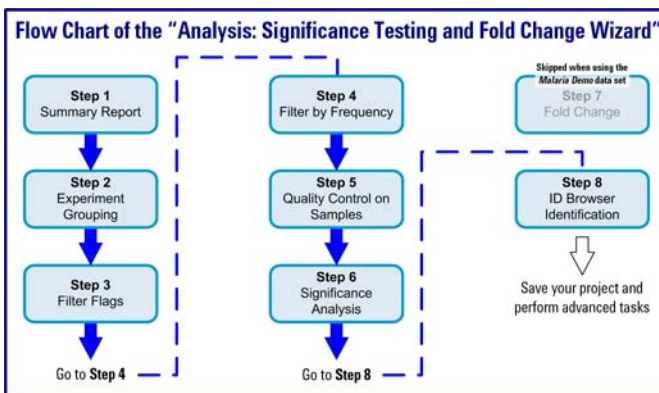 Flow Chart of the “Analysis: Significance Testing and Fold Change Wizard”
Step 1
Summary Report
Step 2
Experiment
Grouping
Step 3
Filter Flags
Go to Step 4
Step 4
Filter by Frequency
Step 5
Quality Control on
Samples
Step 6
Significance
Analysis
Go to Step 8
Skipped when using the
Malaria Demo data set
Step 7
Fold Change
Step 8
ID Browser
Identification
Save your project and
perform advanced tasks